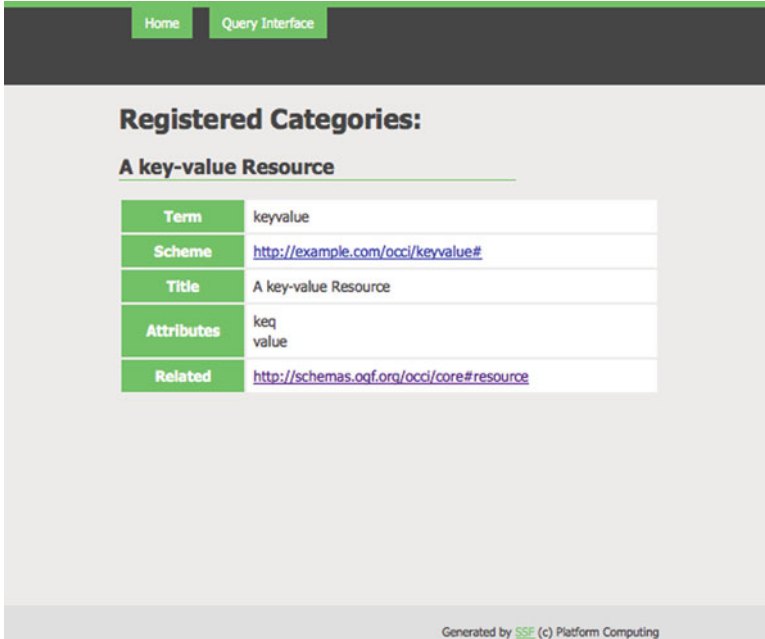 Home Query Interface
Registered Categories:
A key-value Resource
Term keyvalue
Scheme http://example.com/occi/keyvalue#
Title A key-value Resource
Attributes keq
value
Related http://schemas.ogf.org/occi/core#resource
Generated by SSF (c) Platform Computing